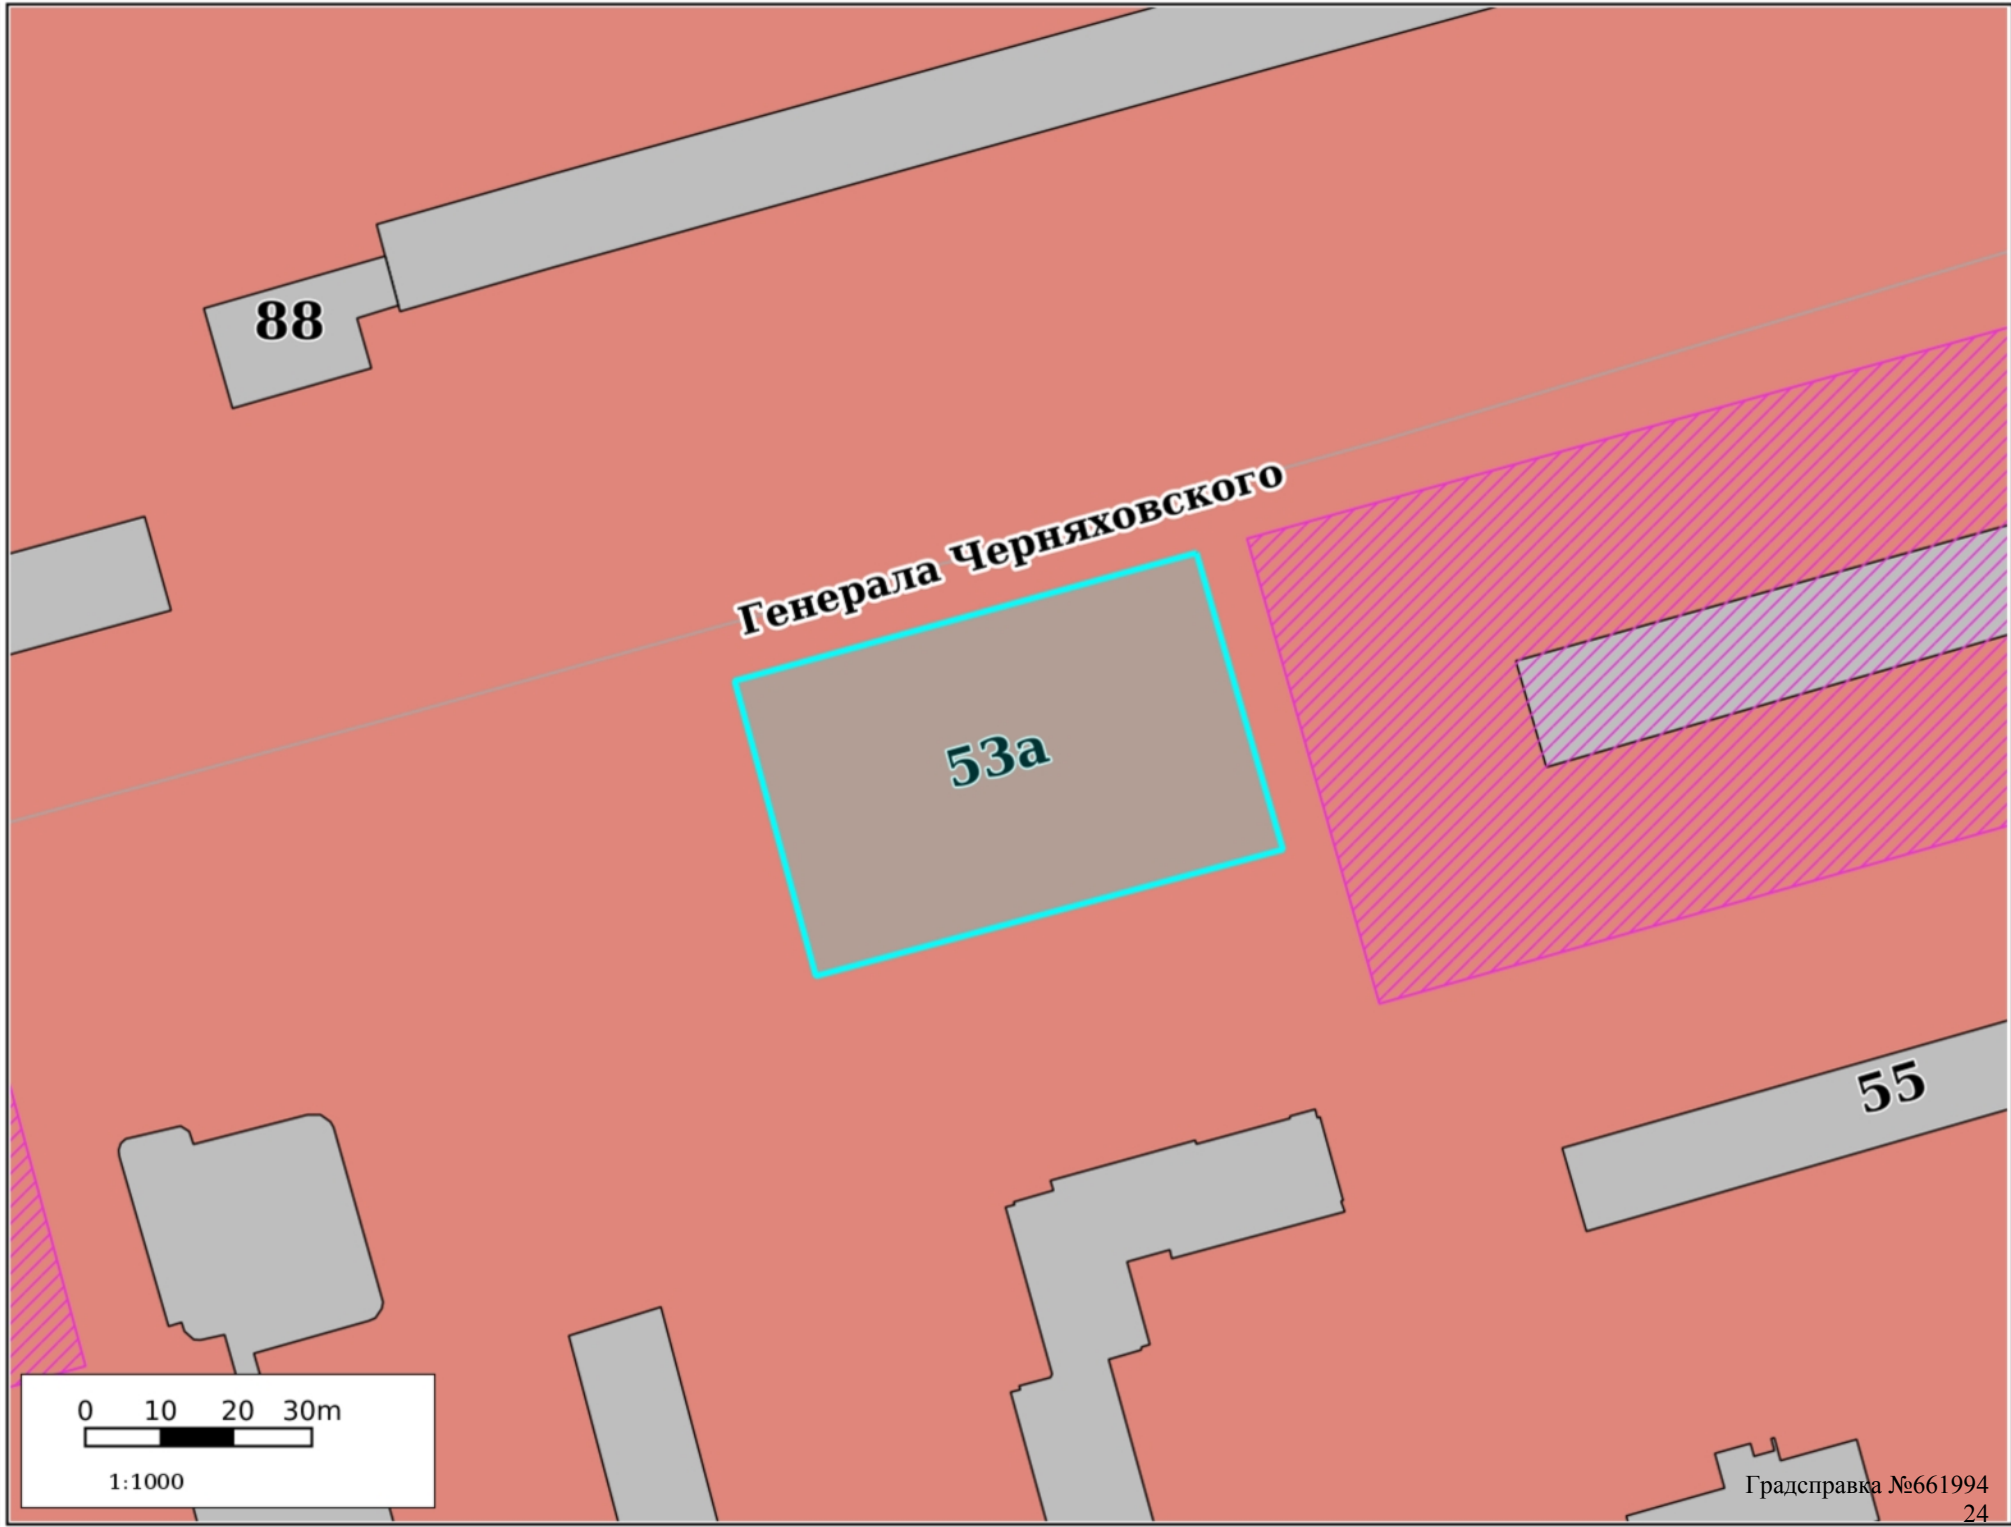 88
Генерала Черняховского
53а
55
0 10 20 30m
1:1000
Градсправка №661994
24